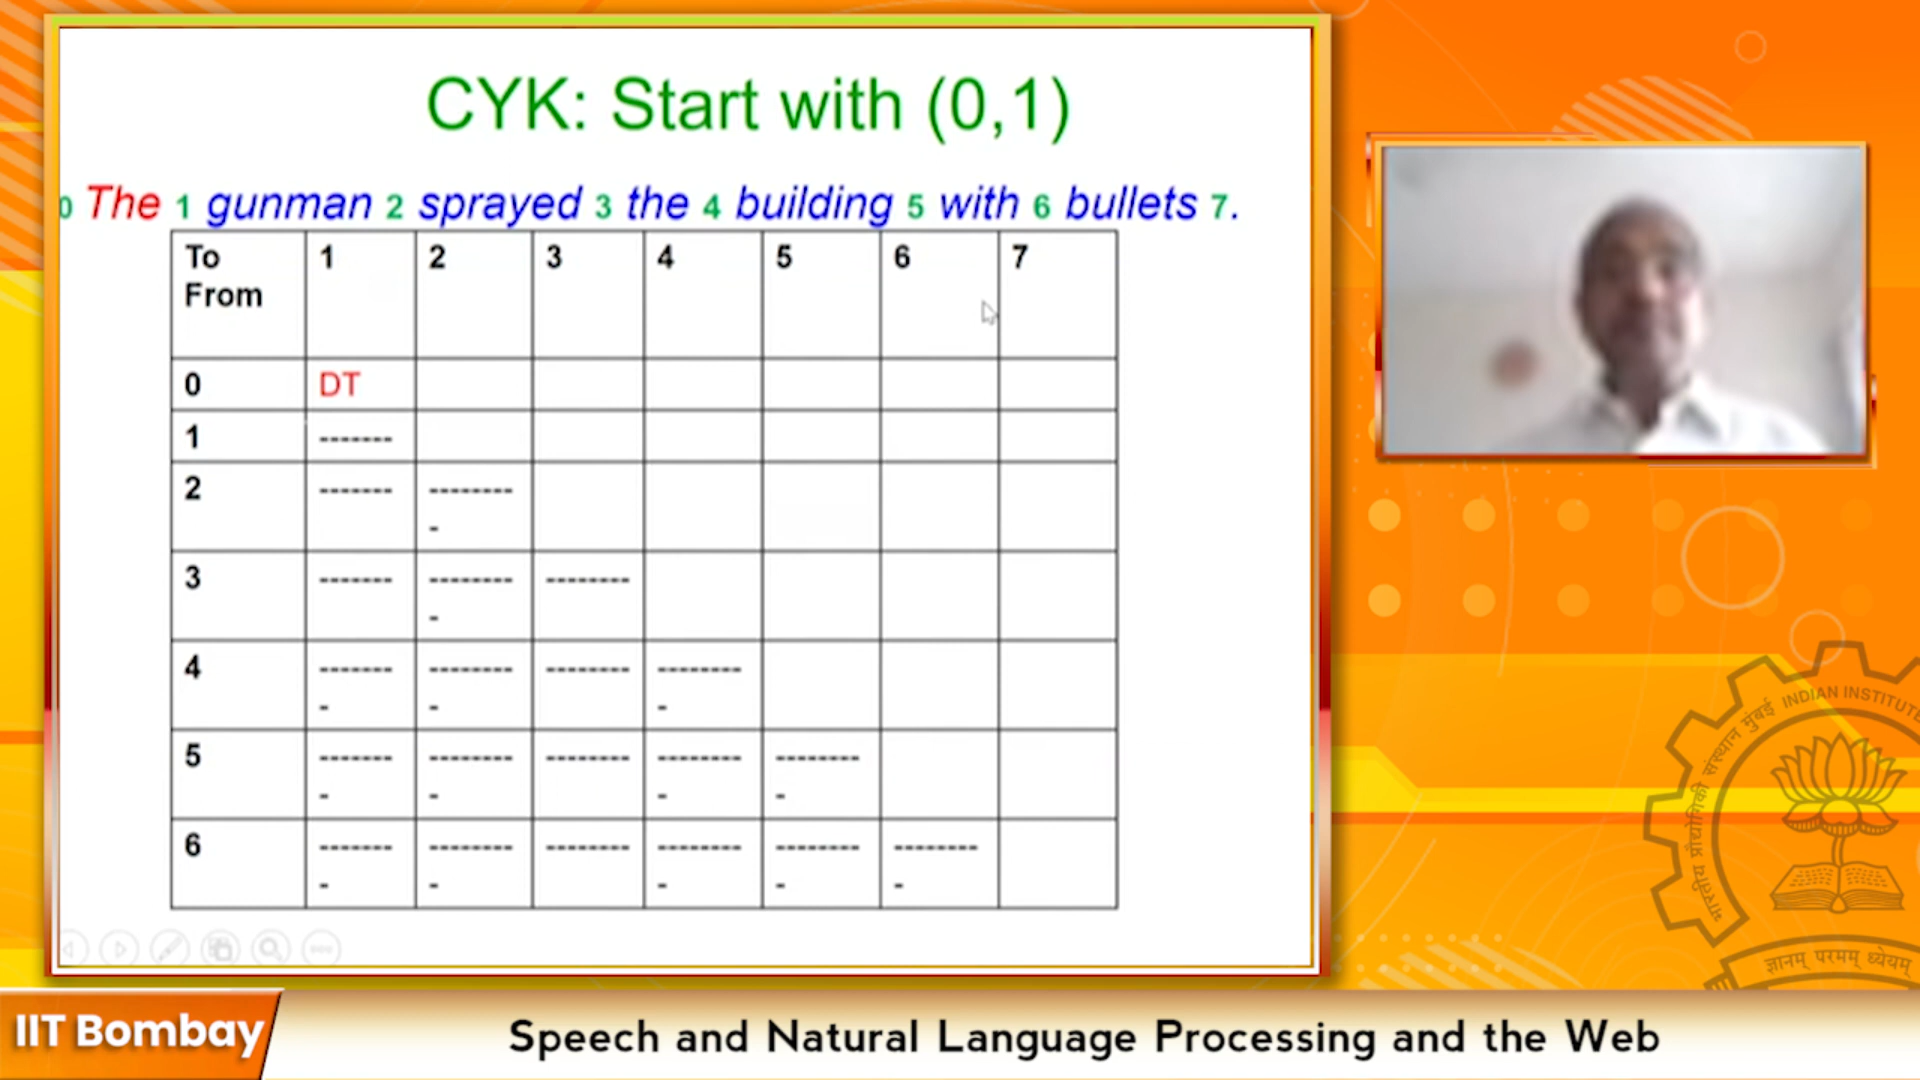 CYK: Start with (0,1)
0 The 1 gunman 2 sprayed 3 the 4 building 5 with 6 bullets 7.
To From 1 2 3 4 5 6 7
0 DT
1 -------
2 ------- --------
-
3 ------- -------- --------
-
4 ------- -------- -------- --------
- - -
5 ------- -------- -------- -------- --------
- - - -
6 ------- -------- -------- -------- -------- --------
- - - - -
INDIAN INSTITUTE
भारतीय प्रौद्योगिकी संस्थान मुंबई
ज्ञानम् परमम् ध्येयम्
IIT Bombay
Speech and Natural Language Processing and the Web